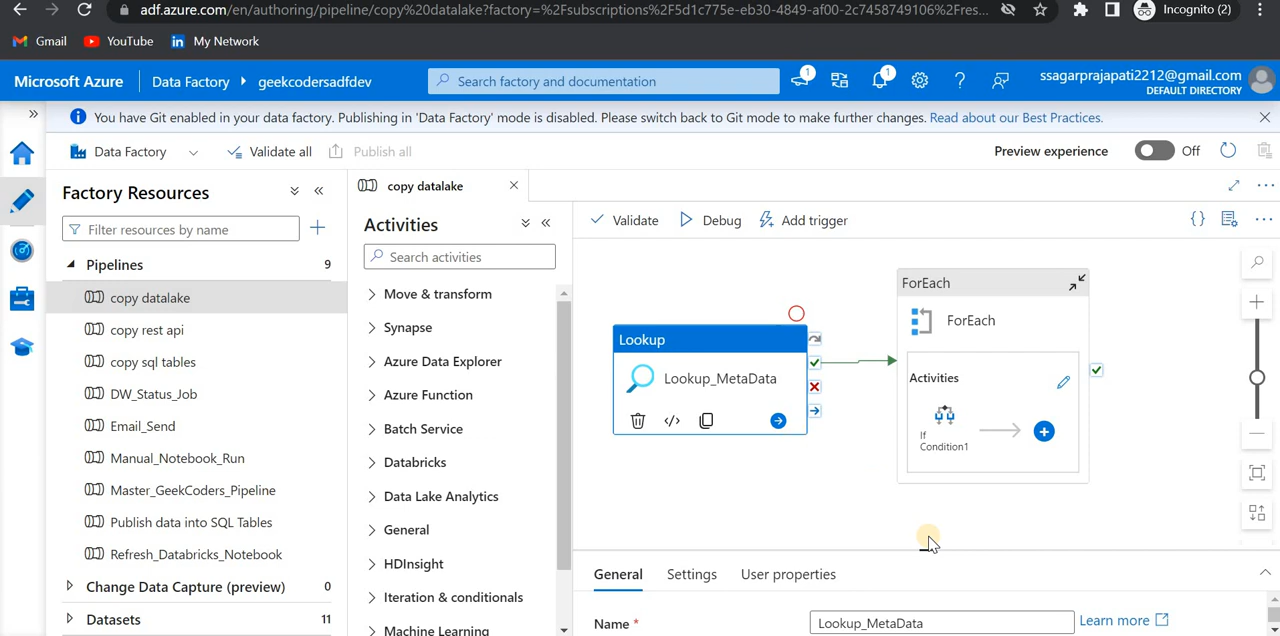 adf.azure.com/en/authoring/pipeline/copy%20datalake?factory=%2Fsubscriptions%2F5d1c775e-eb30-4849-af00-2c7458749106%2Fres...
Incognito (2)
Gmail YouTube My Network
Microsoft Azure Data Factory geekcodersadfdev Search factory and documentation 1 1 ssagarprajapati2212@gmail.com
DEFAULT DIRECTORY
You have Git enabled in your data factory. Publishing in 'Data Factory' mode is disabled. Please switch back to Git mode to make further changes. Read about our Best Practices.
Data Factory Validate all Publish all Preview experience Off
Factory Resources
Filter resources by name
Pipelines 9
copy datalake
copy rest api
copy sql tables
DW_Status_Job
Email_Send
Manual_Notebook_Run
Master_GeekCoders_Pipeline
Publish data into SQL Tables
Refresh_Databricks_Notebook
Change Data Capture (preview) 0
Datasets 11
copy datalake
Activities
Search activities
Move & transform
Synapse
Azure Data Explorer
Azure Function
Batch Service
Databricks
Data Lake Analytics
General
HDInsight
Iteration & conditionals
Machine Learning
Validate Debug Add trigger
Lookup
Lookup_MetaData
ForEach
ForEach
Activities
If
Condition1
General Settings User properties
Name * Lookup_MetaData Learn more